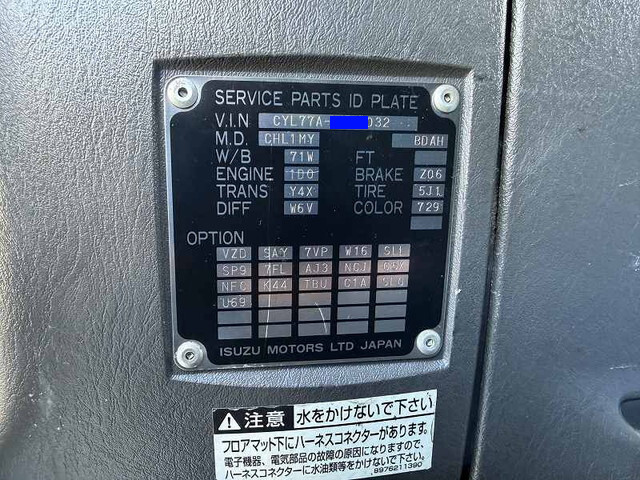 SERVICE PARTS ID PLATE
V.I.N CYL77A- 032
M.D. CHL1MY BDAH
W/B 71W FT
ENGINE 1D0 BRAKE Z06
TRANS Y4X TIRE 5J1
DIFF W6V COLOR 729
OPTION
VZD SAY 7VP W16 SL1
SP9 7FL AJ3 NCJ
NFC K44 TBU C1A SLQ
U69
ISUZU MOTORS LTD JAPAN
注意 水をかけないで下さい
フロアマット下にハーネスコネクターがあります。
電子機器、電気部品の故障の原因になりますので、
ハーネスコネクターに水油類等をかけないで下さい。
8976211390